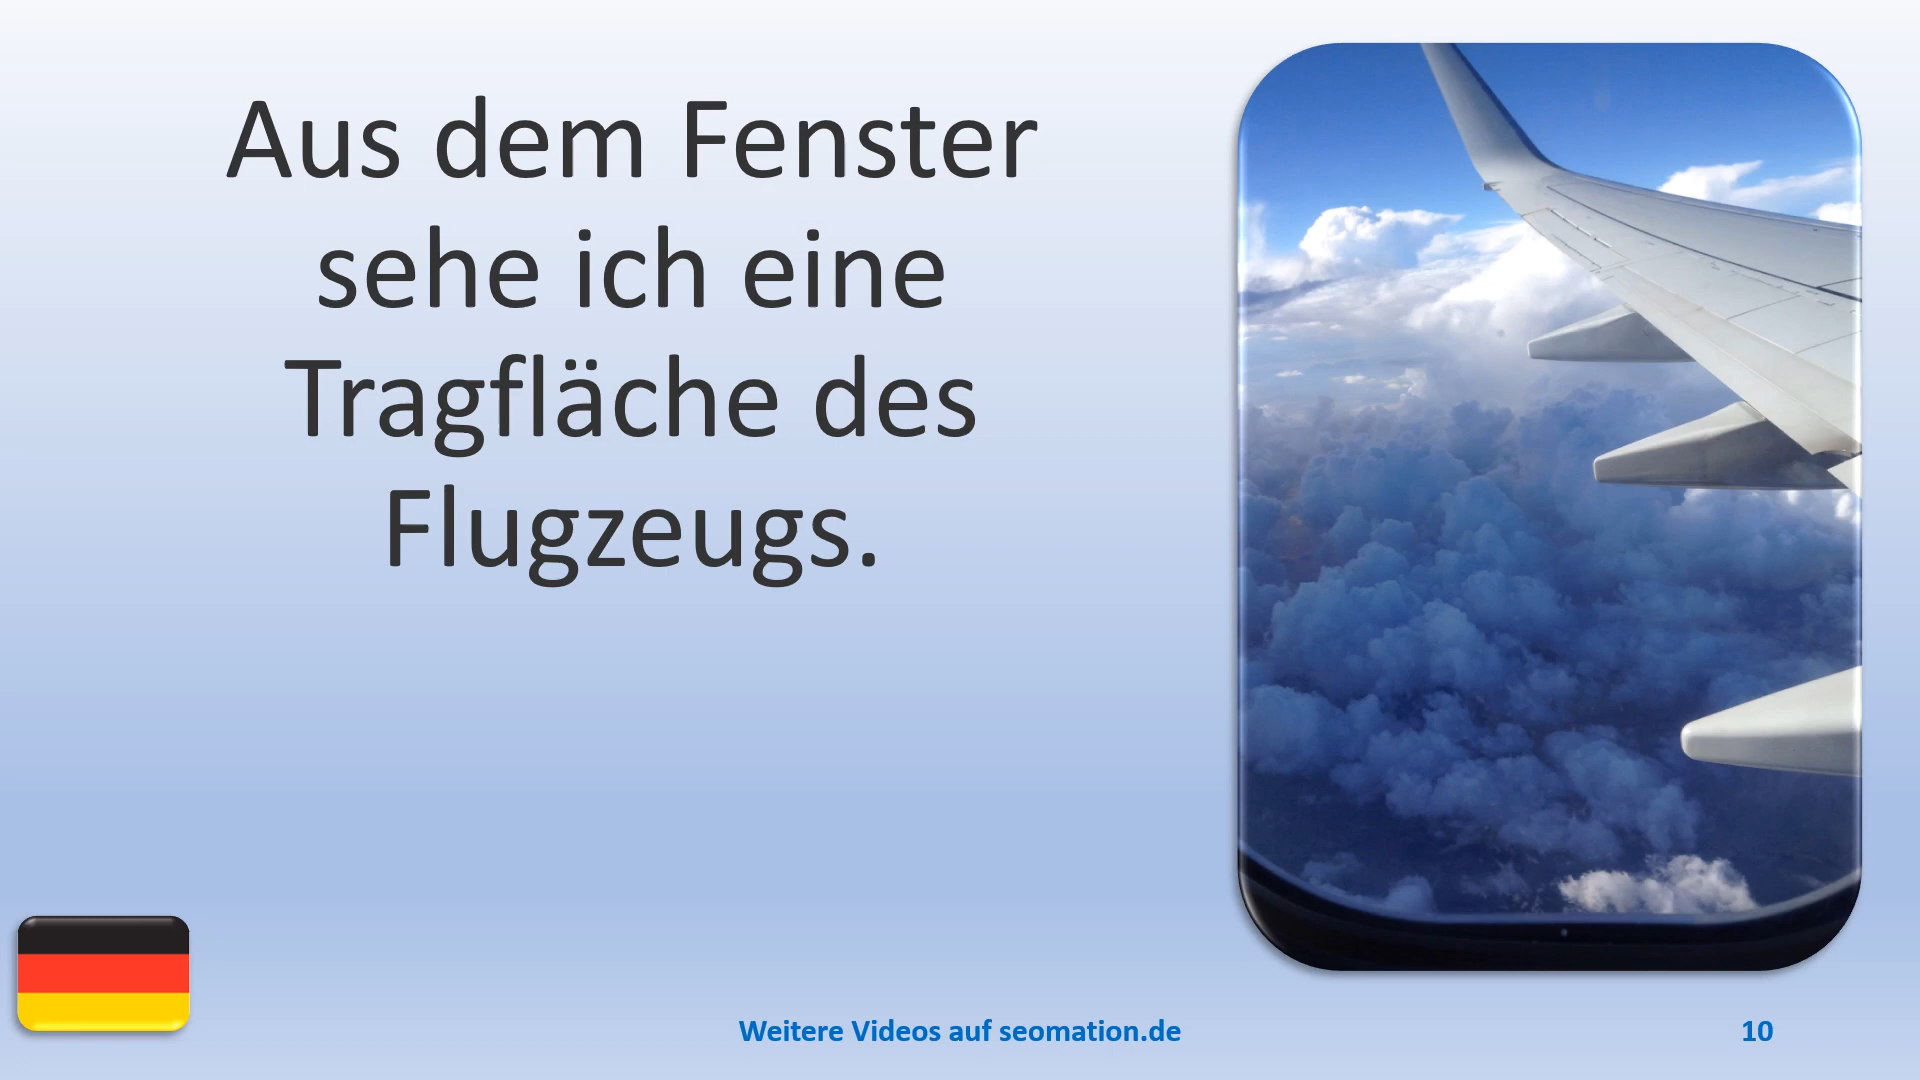 Aus dem Fenster
sehe ich eine
Tragfläche des
Flugzeugs.
Weitere Videos auf seomation.de
10